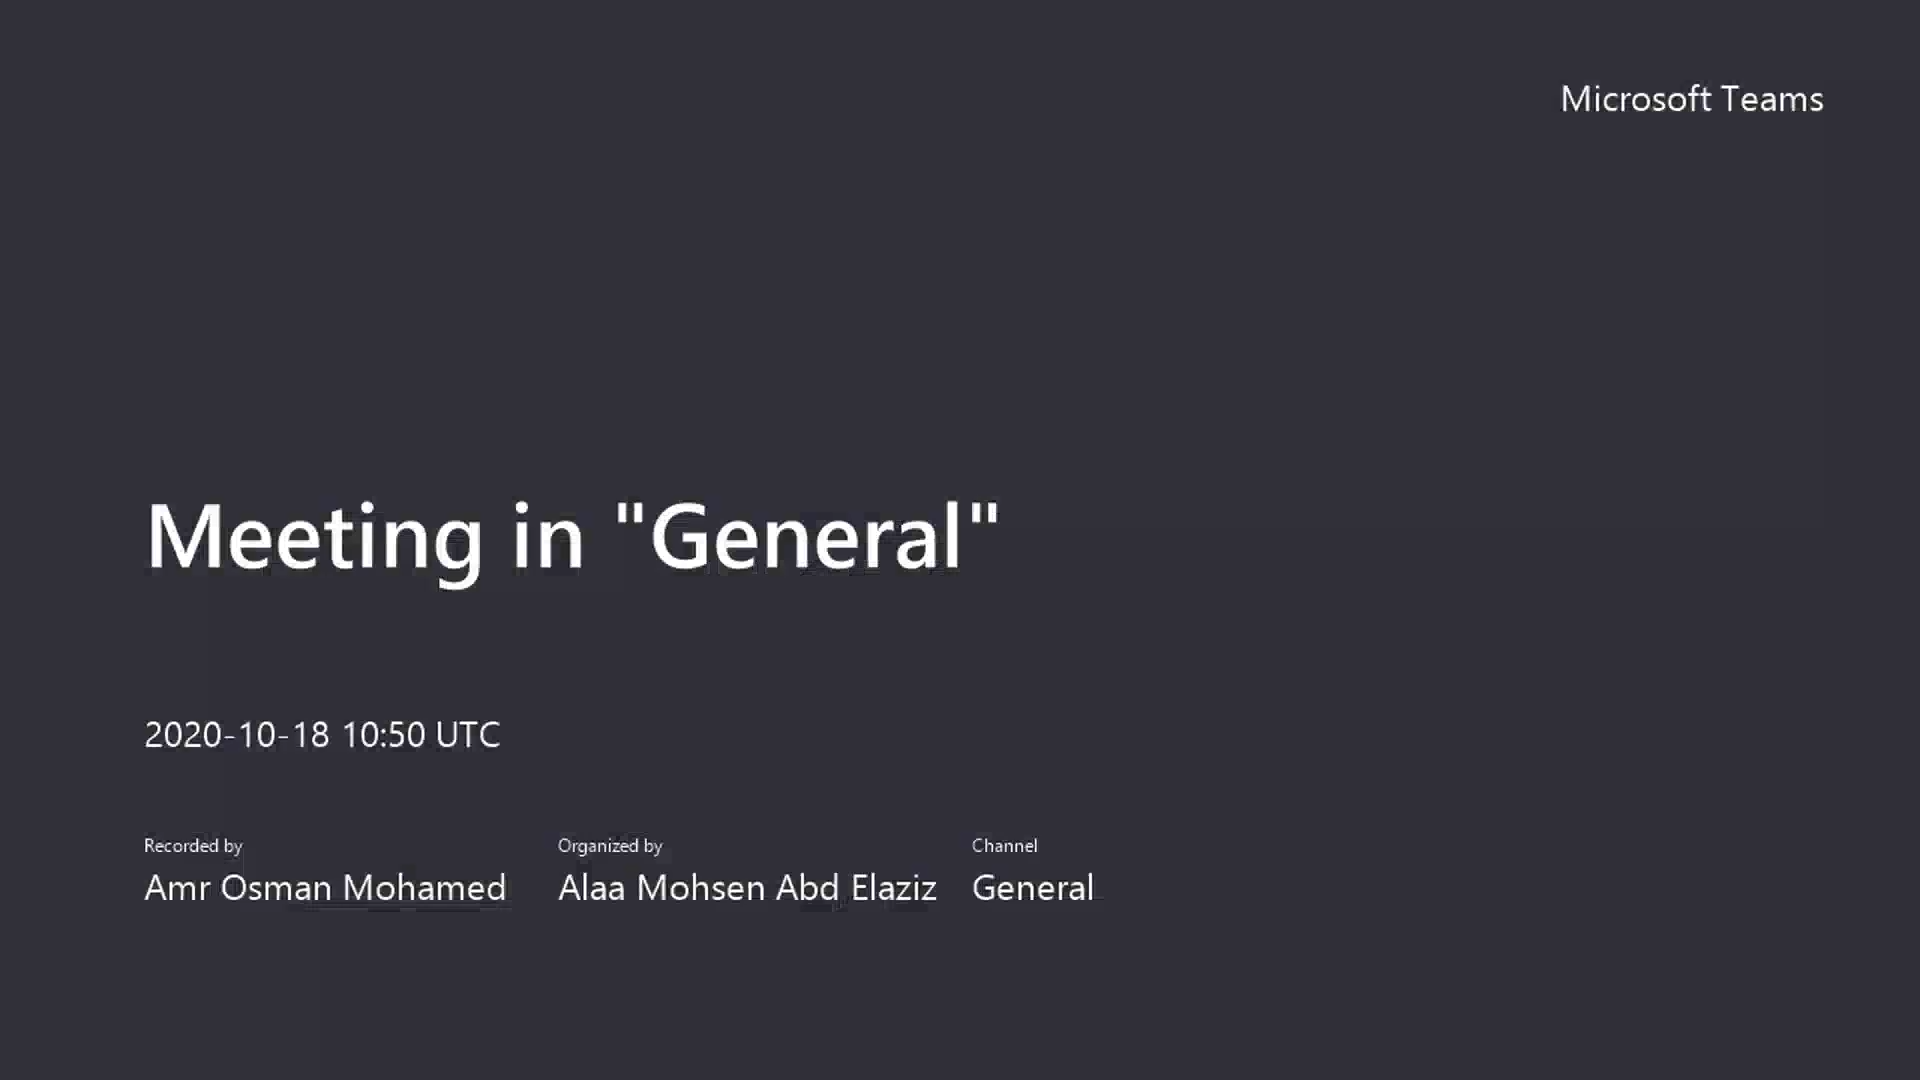 Microsoft Teams
Meeting in "General"
2020-10-18 10:50 UTC
Recorded by
Amr Osman Mohamed
Organized by
Alaa Mohsen Abd Elaziz
Channel
General